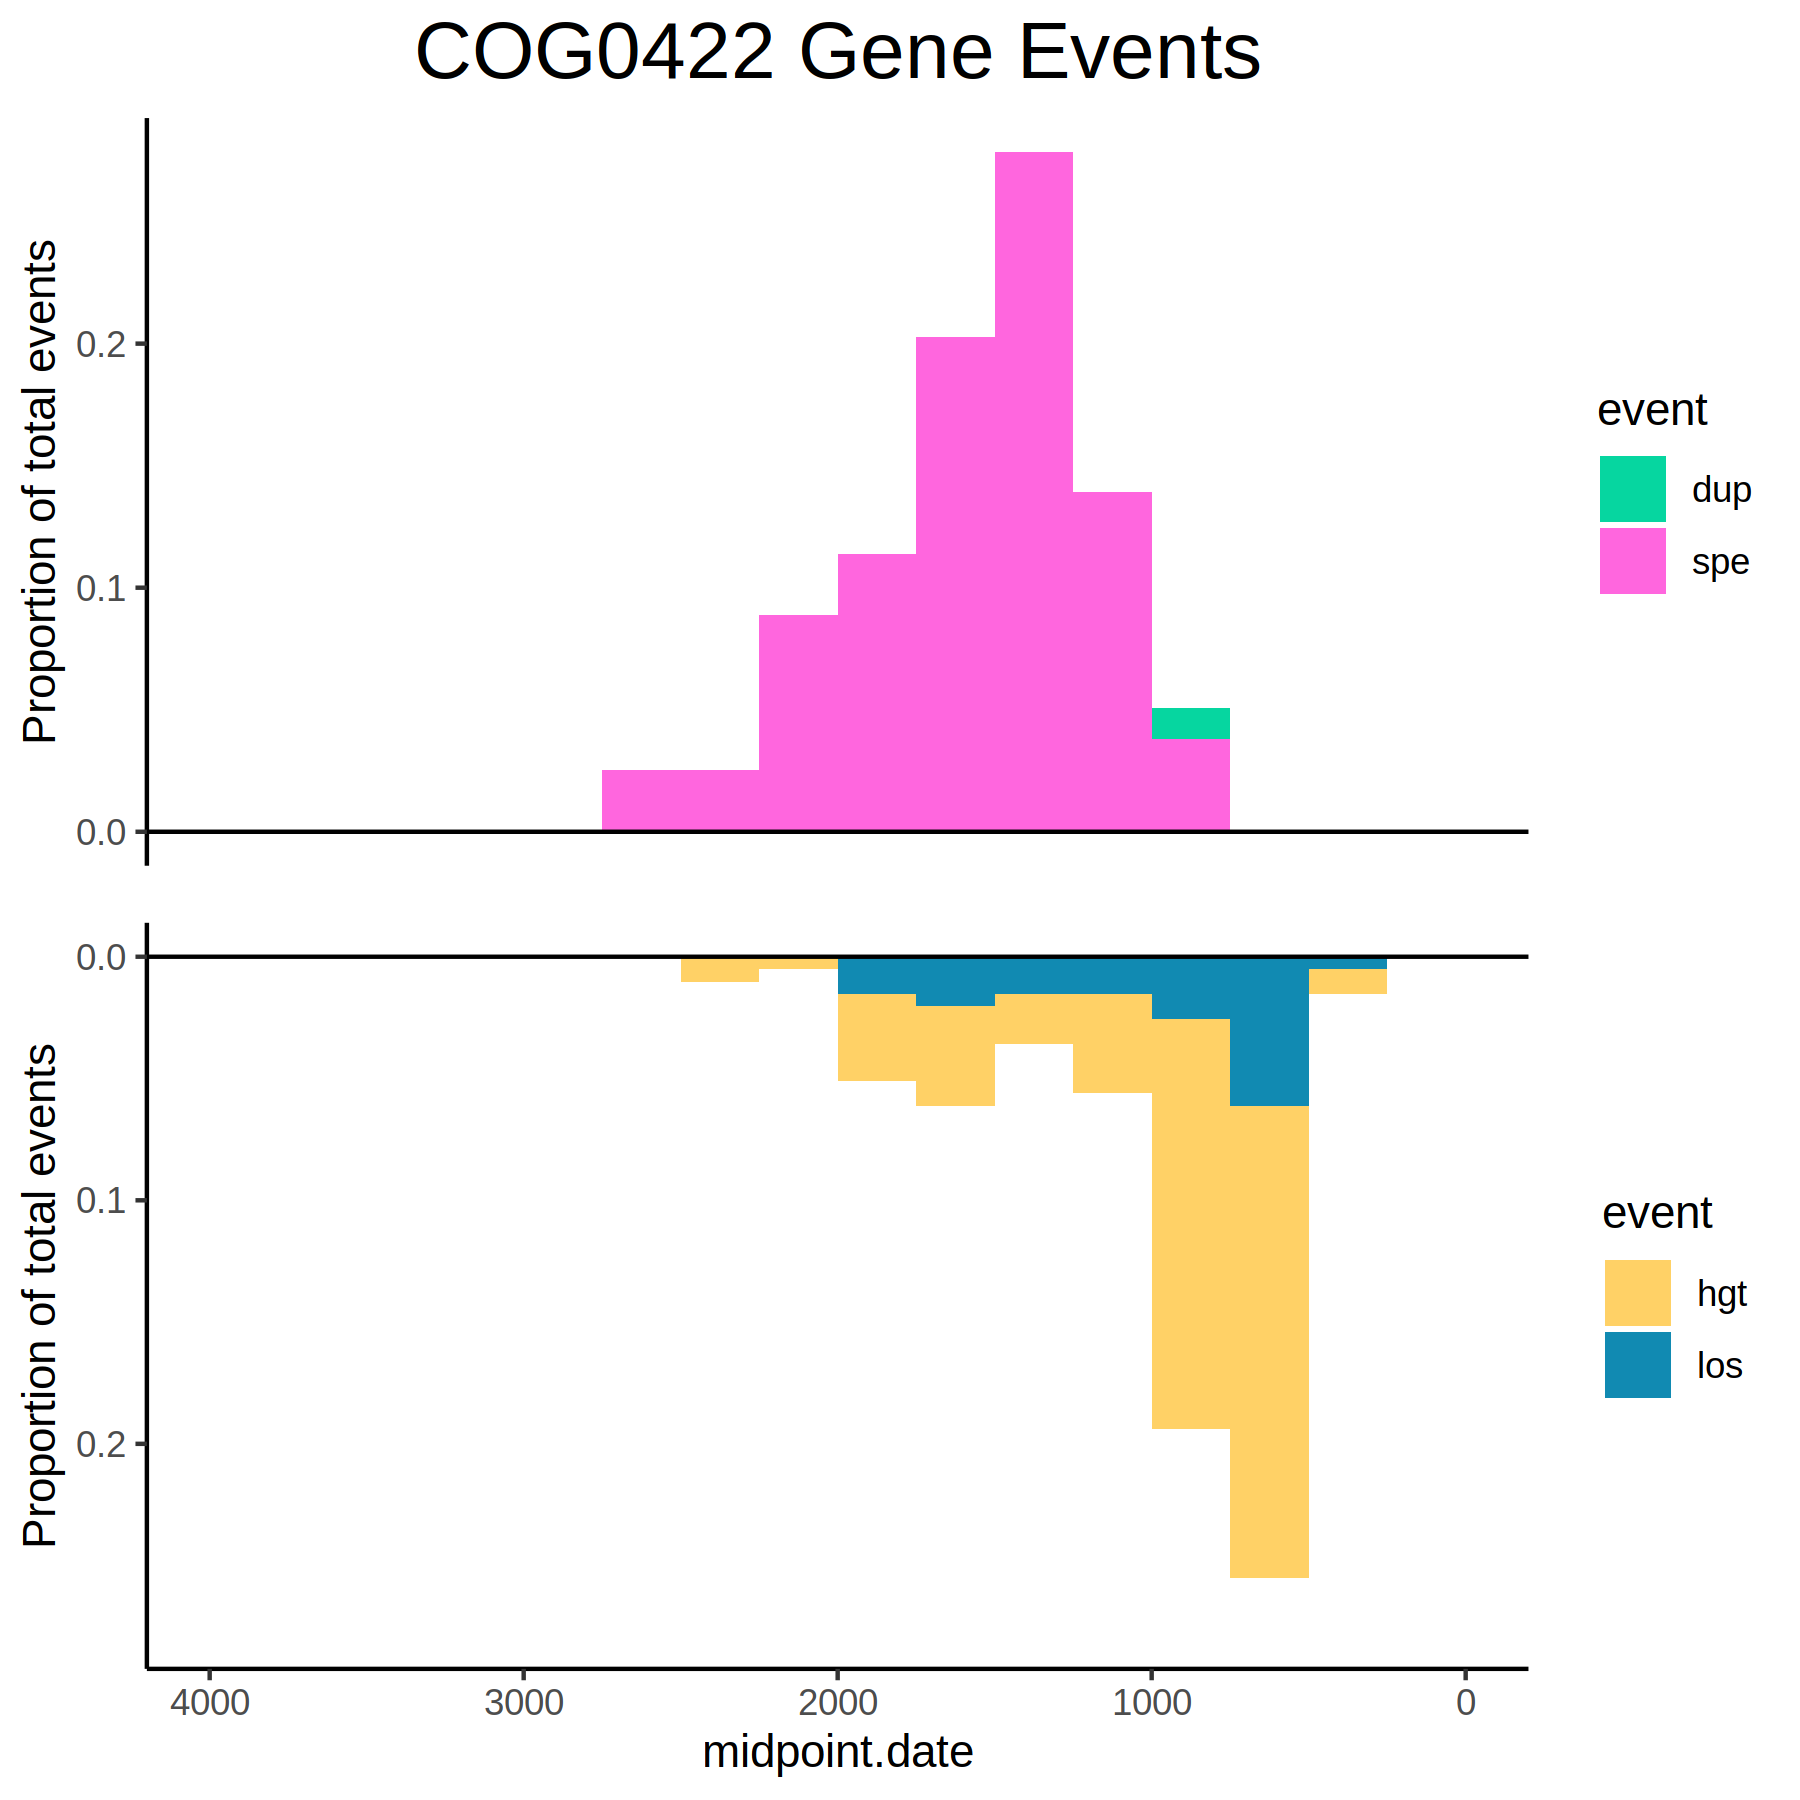 COG0422 Gene Events
Proportion of total events
0.2
0.1
0.0
event
dup
spe
Proportion of total events
0.0
0.1
0.2
event
hgt
los
4000 3000 2000 1000 0
midpoint.date